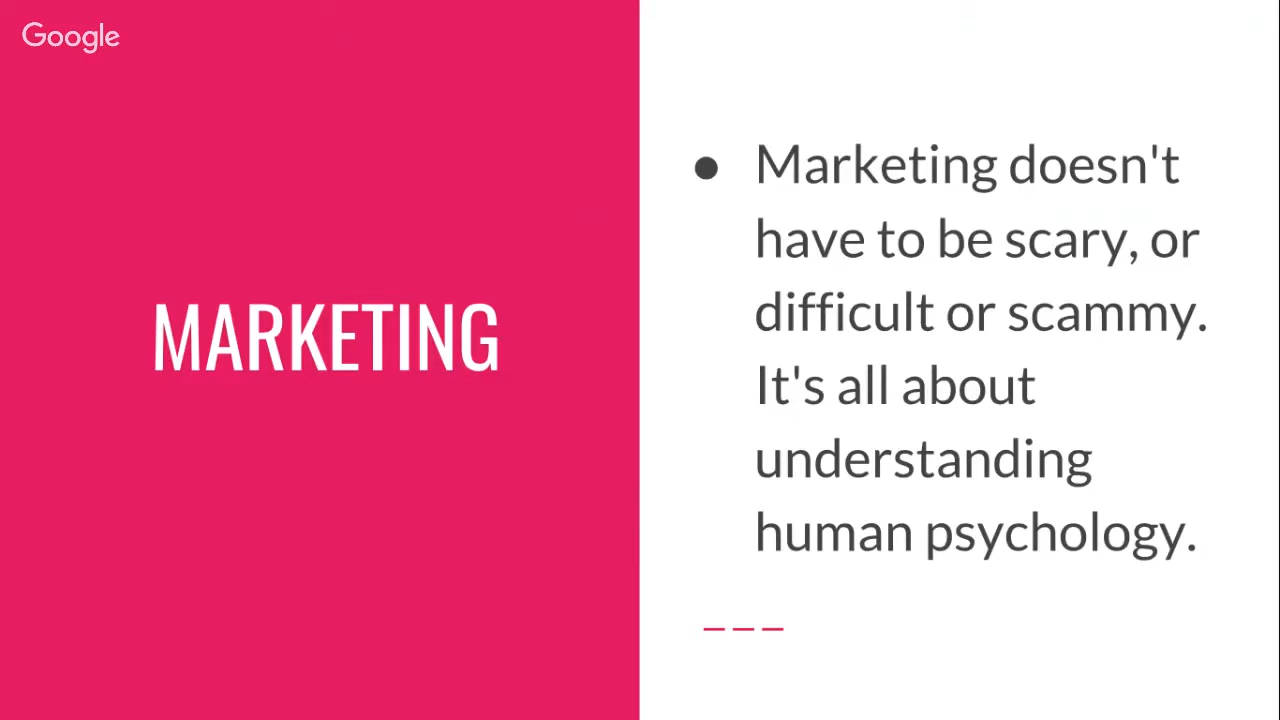 Google
MARKETING
● Marketing doesn't
have to be scary, or
difficult or scammy.
It's all about
understanding
human psychology.